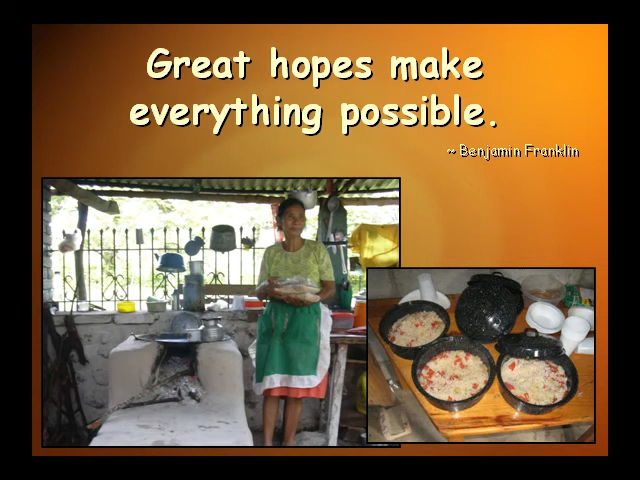 Great hopes make
everything possible.
~ Benjamin Franklin